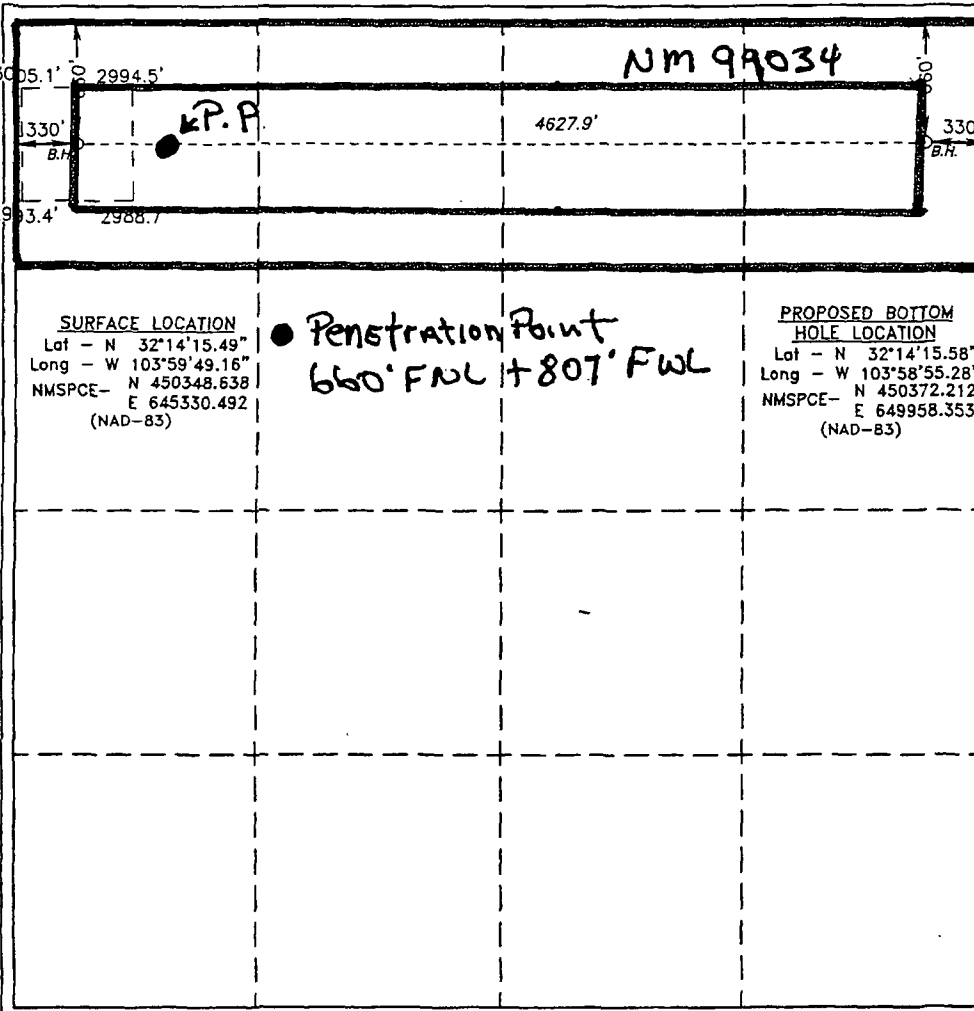 NM 99034
2994.5'
P.P
4627.9'
330'
B.H.
330
B.H.
2988.7
SURFACE LOCATION
Lat - N 32°14'15.49"
Long - W 103°59'49.16"
NMSPCE- N 450348.638
E 645330.492
(NAD-83)
Penetration Point
660' FNL + 807' FWL
PROPOSED BOTTOM
HOLE LOCATION
Lat - N 32°14'15.58"
Long - W 103°58'55.28"
NMSPCE- N 450372.212
E 649958.353
(NAD-83)